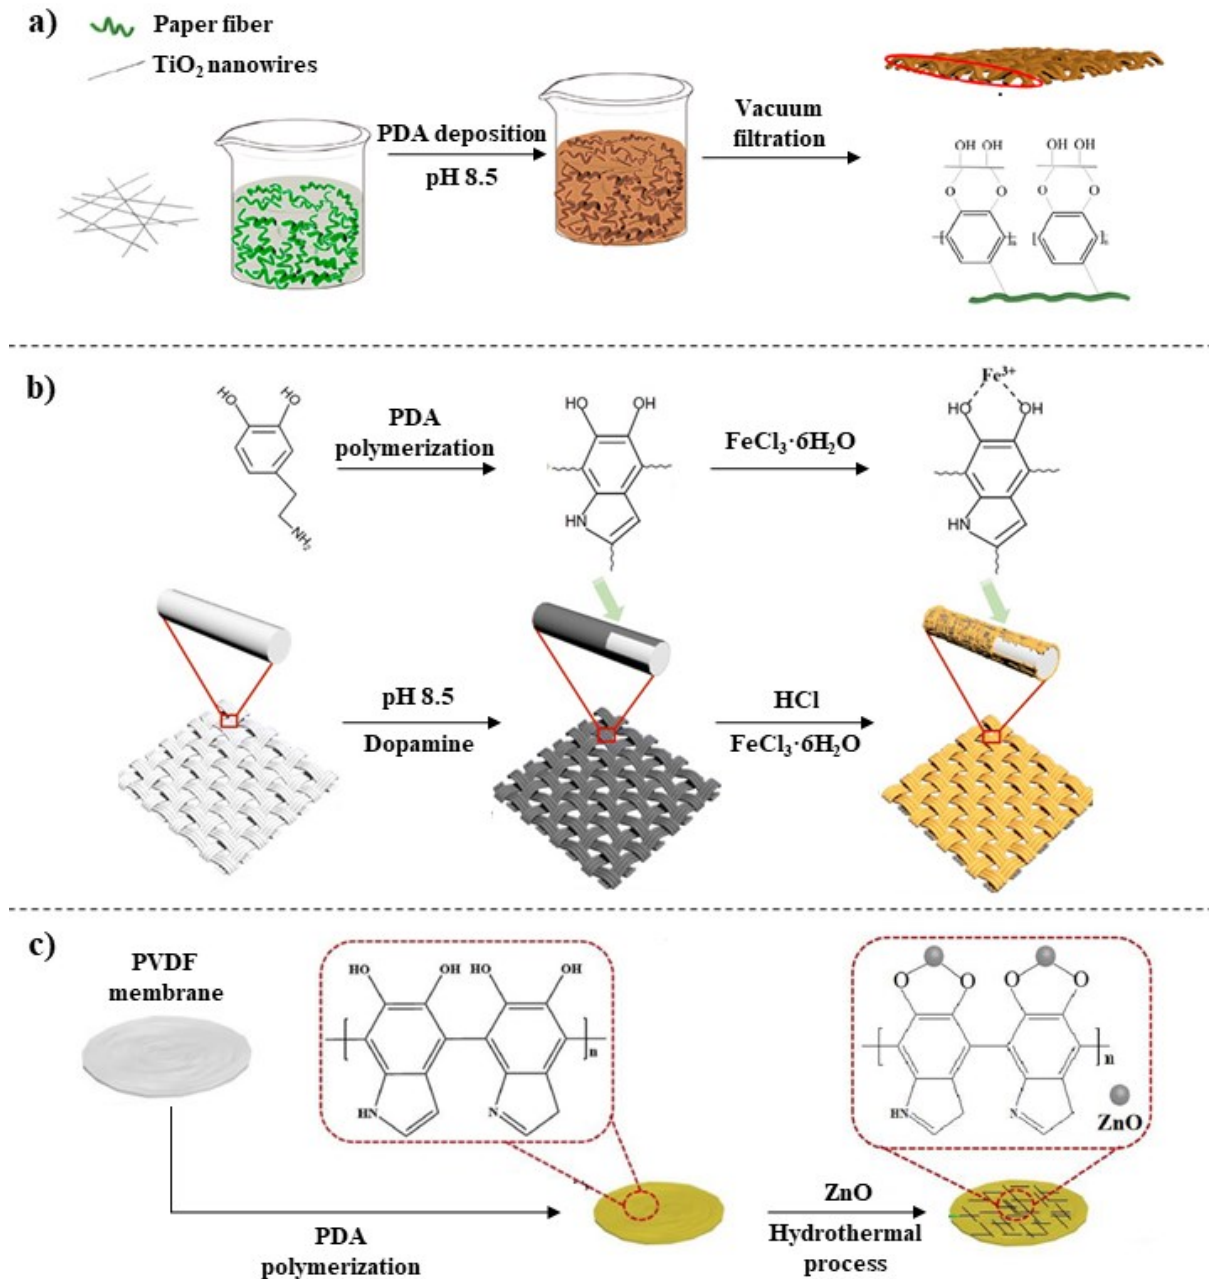 a)
Paper fiber
TiO₂ nanowires
PDA deposition
pH 8.5
Vacuum
filtration
OH OH OH OH
O O O O
[ ]n [ ]n
b)
HO HO
NH₂
PDA
polymerization
HO OH
HN
FeCl₃·6H₂O
Fe³⁺
HO OH
HN
pH 8.5
Dopamine
HCl
FeCl₃·6H₂O
c)
PVDF
membrane
HO OH HO OH
[ ]n
HN N
O O O O
[ ]n
HN N
ZnO
PDA
polymerization
ZnO
Hydrothermal
process